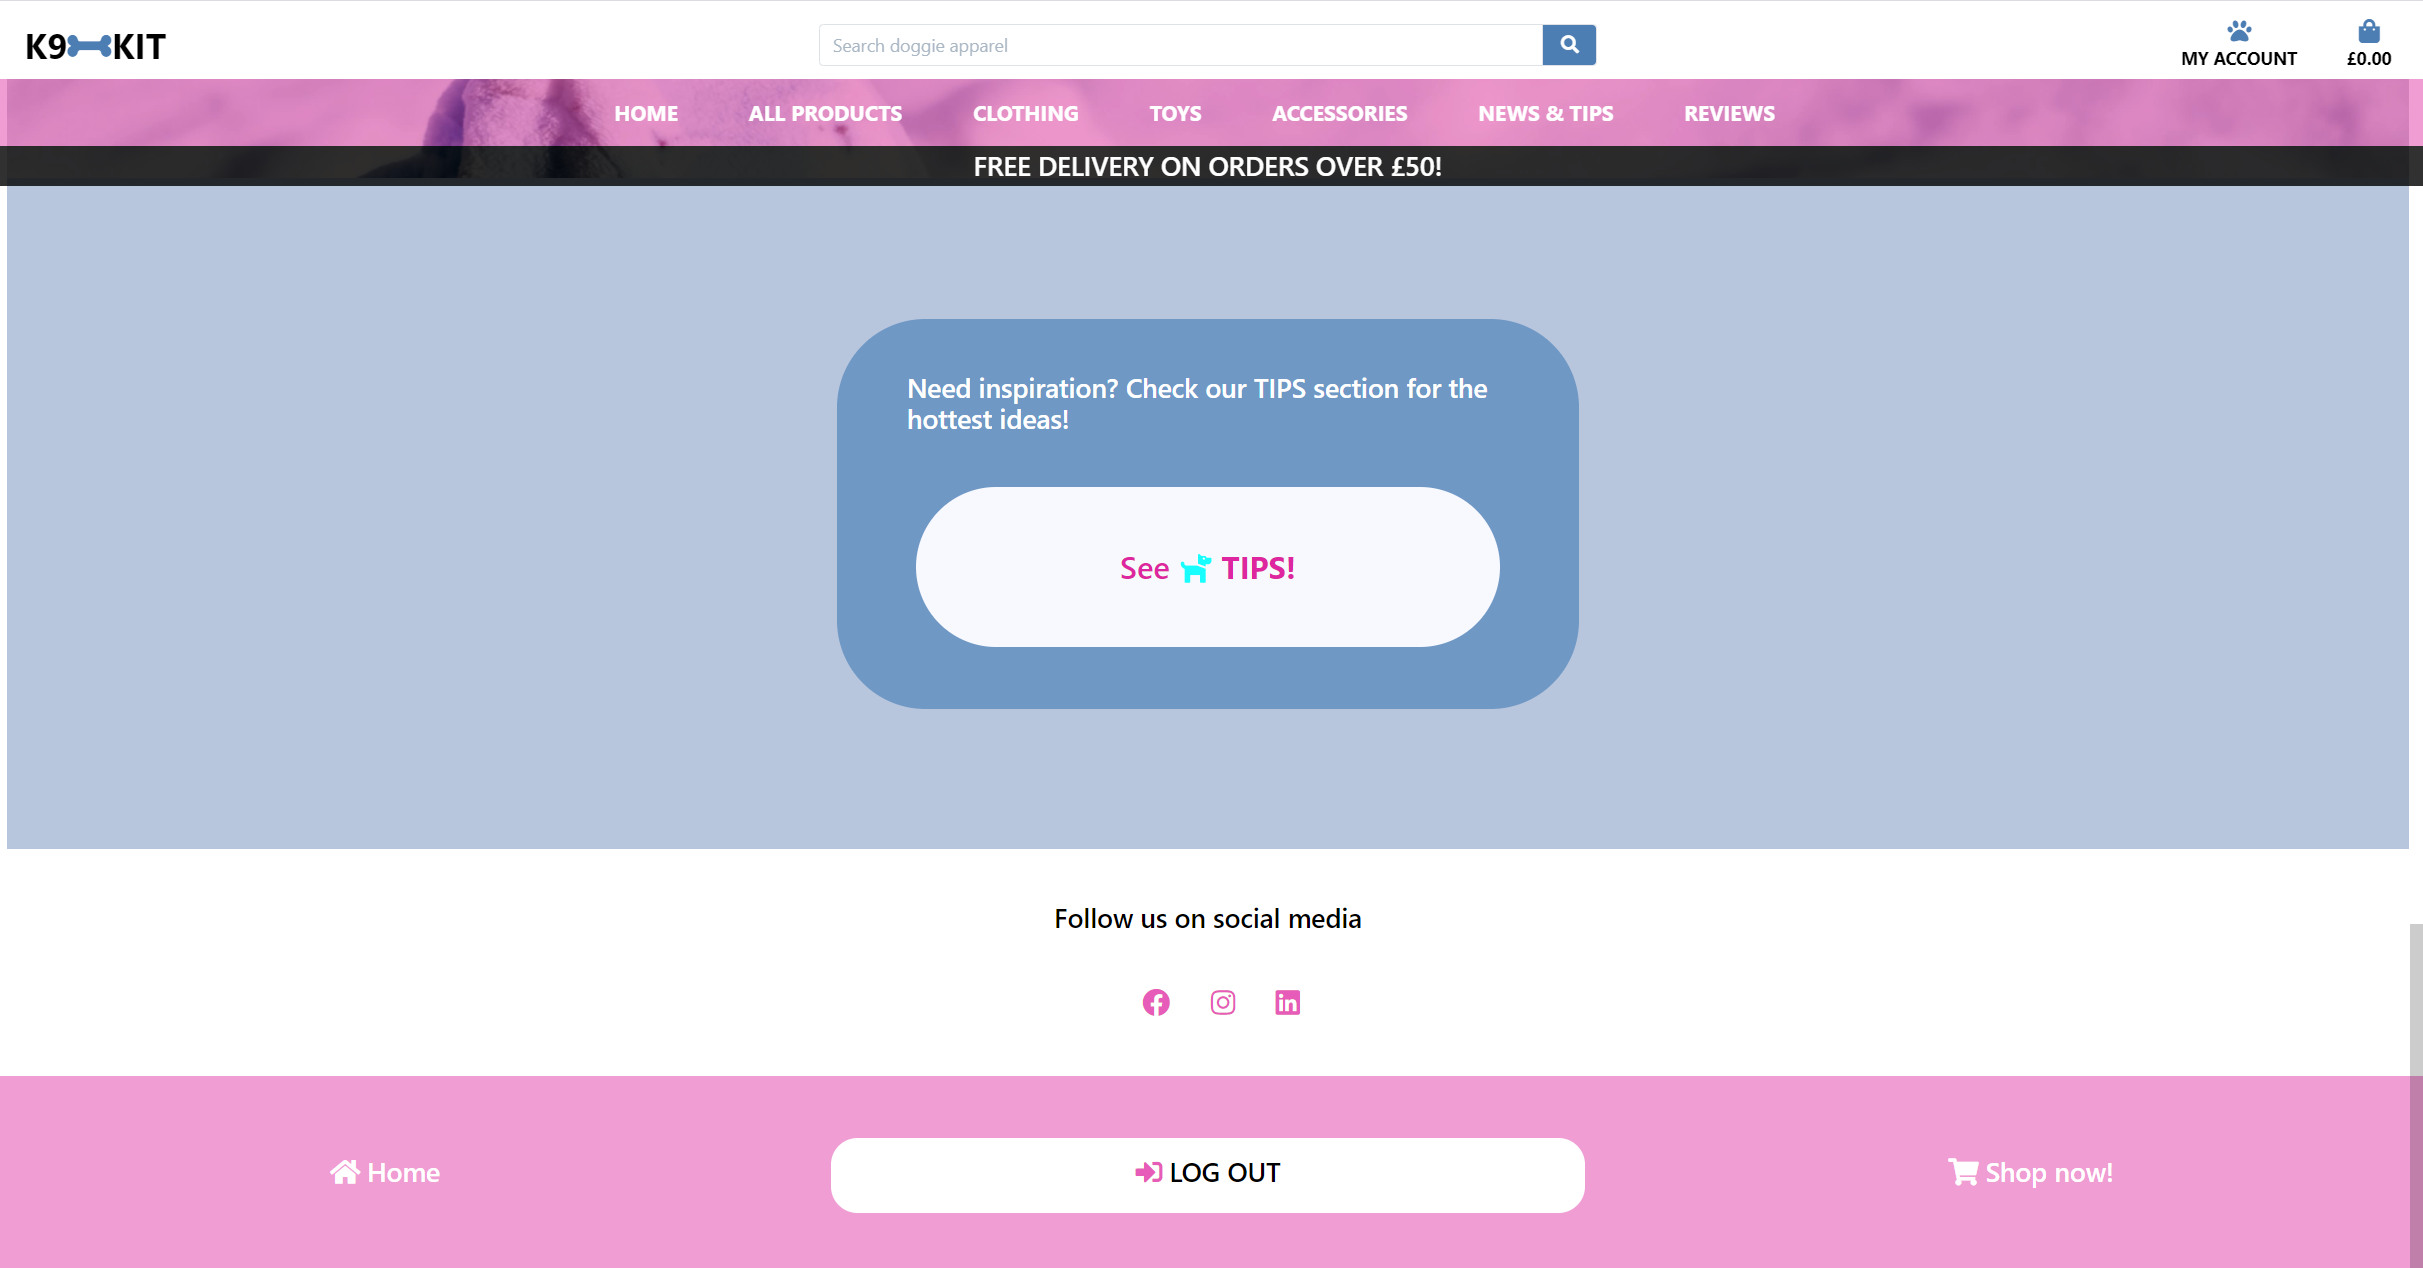 K9 KIT
Search doggie apparel
MY ACCOUNT
£0.00
HOME ALL PRODUCTS CLOTHING TOYS ACCESSORIES NEWS & TIPS REVIEWS
FREE DELIVERY ON ORDERS OVER £50!
Need inspiration? Check our TIPS section for the
hottest ideas!
See TIPS!
Follow us on social media
Home
LOG OUT
Shop now!